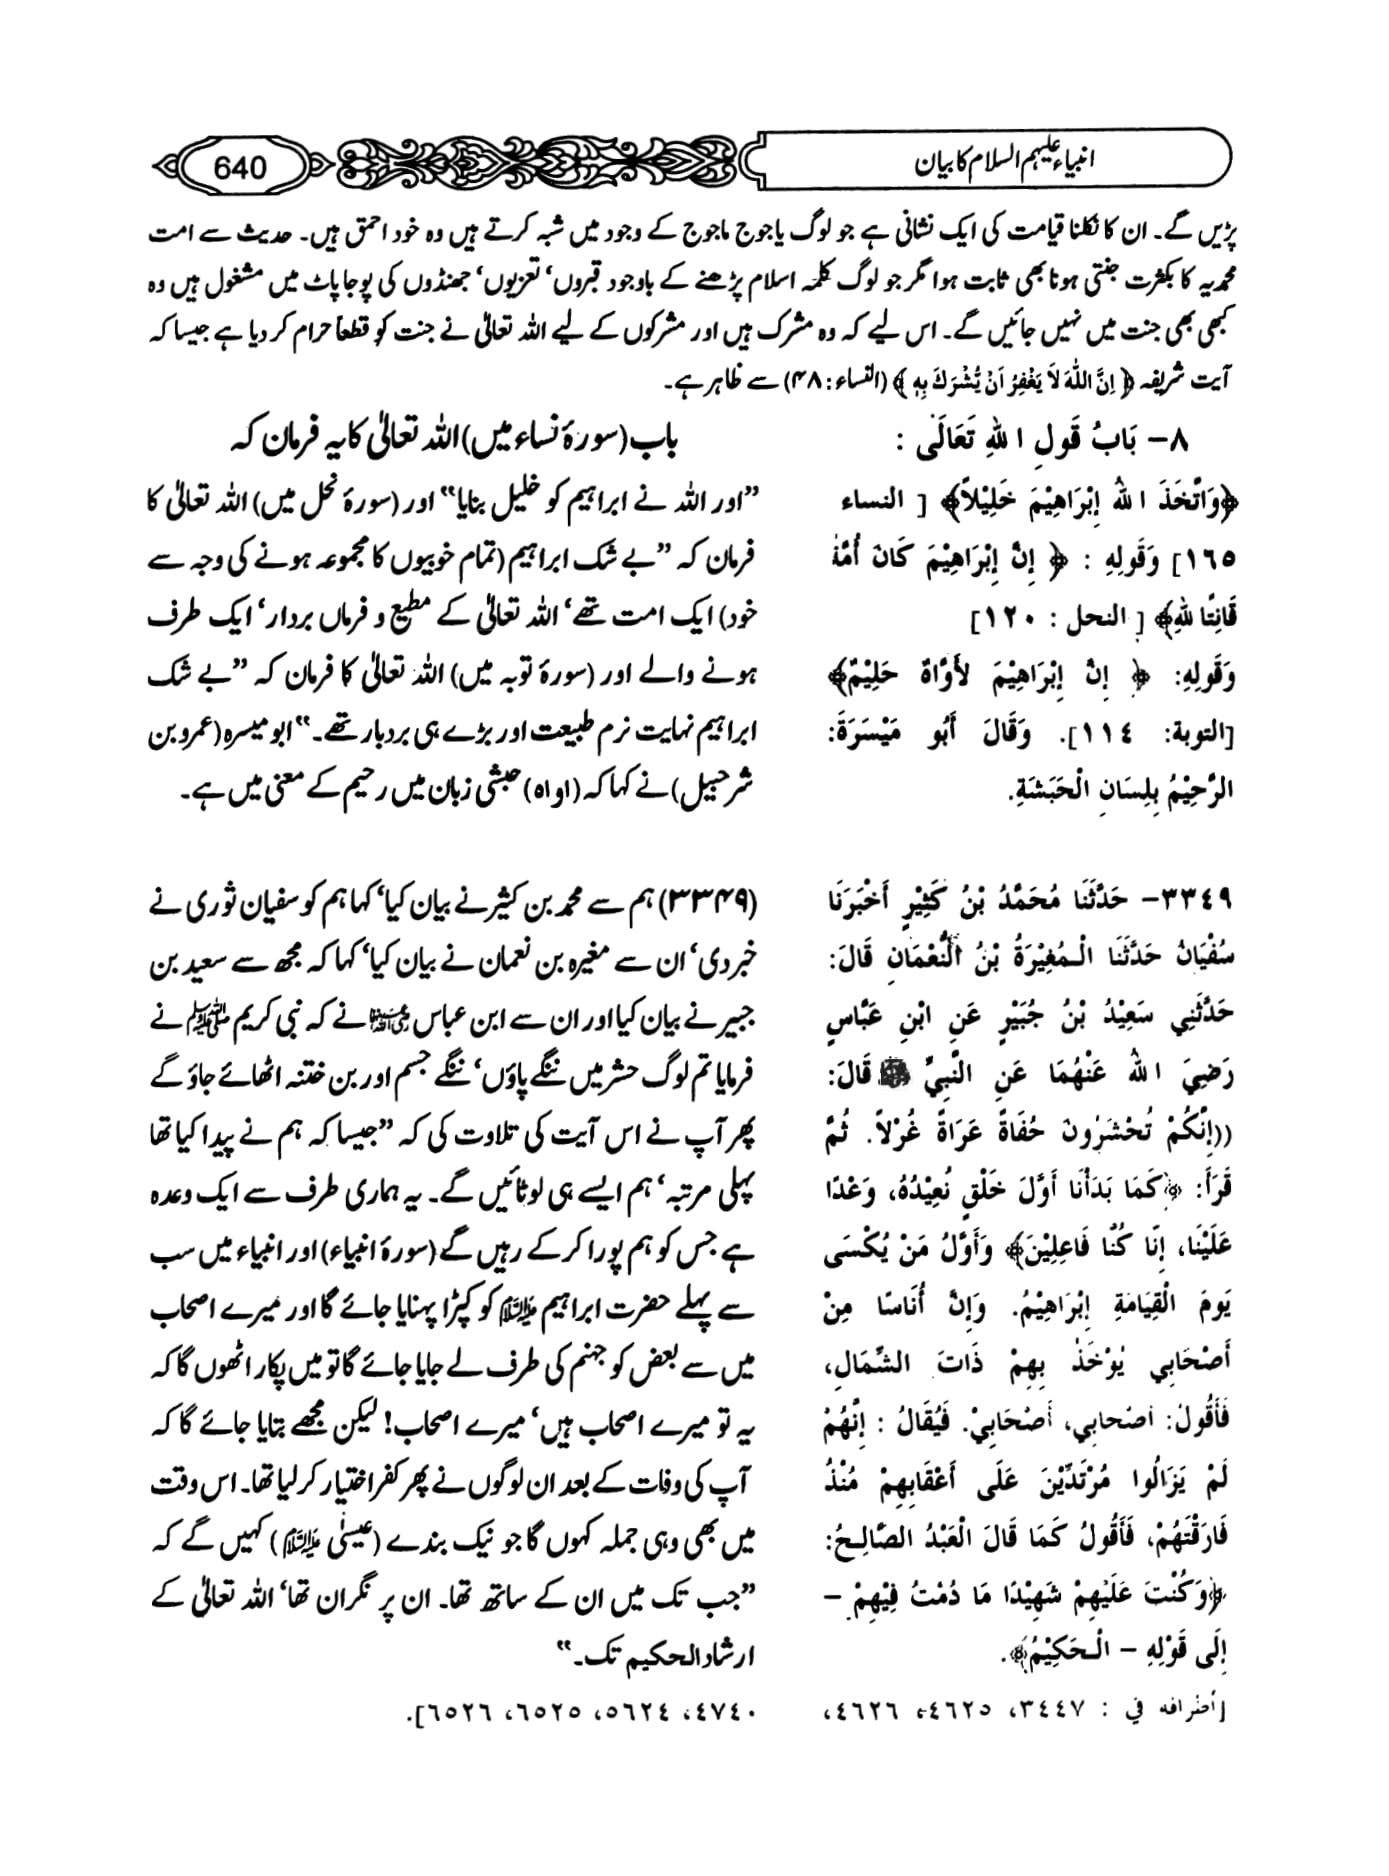 انبیاء علیہم السلام کا بیان
640
پڑیں گے۔ ان کا نکلنا قیامت کی ایک نشانی ہے جو لوگ یاجوج ماجوج کے وجود میں شبہ کرتے ہیں وہ خود احمق ہیں۔ حدیث سے امت
محمدیہ کا بکثرت جنتی ہونا بھی ثابت ہوا مگر جو لوگ کلمہ اسلام پڑھنے کے باوجود قبروں‘ تعزیوں‘ جھنڈوں کی پوجا پاٹ میں مشغول ہیں وہ
کبھی بھی جنت میں نہیں جائیں گے۔ اس لیے کہ وہ مشرک ہیں اور مشرکوں کے لیے اللہ تعالیٰ نے جنت کو قطعاً حرام کر دیا ہے جیسا کہ
آیت شریفہ ﴿ اِنَّ اللّٰهَ لاَ يَغْفِرُ اَنْ يُّشْرَكَ بِهٖ ﴾ (النساء: ۴۸) سے ظاہر ہے۔
٨- بَابُ قَولِ ا للهِ تَعَالَى :
﴿وَاتَّخَذَ ا للهُ إِبْرَاهِيْمَ خَلِيْلاً﴾ [ النساء
١٦٥] وَقَولِهِ : ﴿ إِنَّ إِبْرَاهِيْمَ كَانَ أُمَّةً
قَانِتًا للهِ﴾ [ النحل : ١٢٠]
وَقَولِهِ: ﴿ إِنَّ إِبْرَاهِيْمَ لأَوَّاهٌ حَلِيْمٌ﴾
[التوبة: ١١٤]. وَقَالَ أَبُو مَيْسَرَةَ:
الرَّحِيْمُ بِلِسَانِ الْحَبَشَةِ.
باب (سورۂ نساء میں) اللہ تعالیٰ کا یہ فرمان کہ
”اور اللہ نے ابراہیم کو خلیل بنایا“ اور (سورۂ نحل میں) اللہ تعالیٰ کا
فرمان کہ ”بے شک ابراہیم (تمام خوبیوں کا مجموعہ ہونے کی وجہ سے
خود) ایک امت تھے‘ اللہ تعالیٰ کے مطیع و فرماں بردار‘ ایک طرف
ہونے والے اور (سورۂ توبہ میں) اللہ تعالیٰ کا فرمان کہ ”بے شک
ابراہیم نہایت نرم طبیعت اور بڑے ہی بردبار تھے۔“ ابو میسرہ (عمرو بن
شرحبیل) نے کہا کہ (اواہ) حبشی زبان میں رحیم کے معنی میں ہے۔
٣٣٤٩- حَدَّثَنَا مُحَمَّدُ بْنُ كَثِيْرٍ أَخْبَرَنَا
سُفْيَانُ حَدَّثَنَا الْـمُغِيْرَةُ بْنُ النُّعْمَانِ قَالَ:
حَدَّثَنِي سَعِيْدُ بْنُ جُبَيْرٍ عَنِ ابْنِ عَبَّاسٍ
رَضِيَ ا للهُ عَنْهُمَا عَنِ النَّبِيِّ ﷺ قَالَ:
((إِنَّكُمْ تُحْشَرُونَ حُفَاةً عَرَاةً غُرْلاً. ثُمَّ
قَرَأَ: ﴿كَمَا بَدَأْنَا أَوَّلَ خَلْقٍ نُعِيْدُهُ، وَعْدًا
عَلَيْنَا، إِنَّا كُنَّا فَاعِلِيْنَ﴾ وَأَوَّلُ مَنْ يُكْسَى
يَومَ الْقِيَامَةِ إِبْرَاهِيْمُ. وَإِنَّ أُنَاسًا مِنْ
أَصْحَابِي يُؤْخَذُ بِهِمْ ذَاتَ الشِّمَالِ،
فَأَقُولُ: أَصْحَابِي، أَصْحَابِيْ. فَيُقَالُ : إِنَّهُمْ
لَمْ يَزَالُوا مُرْتَدِّيْنَ عَلَى أَعْقَابِهِمْ مُنْذُ
فَارَقْتَهُمْ، فَأَقُولُ كَمَا قَالَ الْعَبْدُ الصَّالِـحُ:
﴿وَكُنْتَ عَلَيْهِمْ شَهِيْدًا مَا دُمْتُ فِيْهِمْ –
إِلَى قَوْلِهِ – الْـحَكِيْمُ﴾.
[أطرافه في : ٣٤٤٧، ٤٦٢٥، ٤٦٢٦،
(۳۳۴۹) ہم سے محمد بن کثیر نے بیان کیا‘ کہا ہم کو سفیان ثوری نے
خبر دی‘ ان سے مغیرہ بن نعمان نے بیان کیا‘ کہا کہ مجھ سے سعید بن
جبیر نے بیان کیا اور ان سے ابن عباس رضی اللہ عنہما نے کہ نبی کریم ﷺ نے
فرمایا تم لوگ حشر میں ننگے پاؤں‘ ننگے جسم اور بن ختنہ اٹھائے جاؤ گے
پھر آپ نے اس آیت کی تلاوت کی کہ ”جیسا کہ ہم نے پیدا کیا تھا
پہلی مرتبہ‘ ہم ایسے ہی لوٹائیں گے۔ یہ ہماری طرف سے ایک وعدہ
ہے جس کو ہم پورا کر کے رہیں گے (سورۂ انبیاء) اور انبیاء میں سب
سے پہلے حضرت ابراہیم علیہ السلام کو کپڑا پہنایا جائے گا اور میرے اصحاب
میں سے بعض کو جہنم کی طرف لے جایا جائے گا تو میں پکار اٹھوں گا کہ
یہ تو میرے اصحاب ہیں‘ میرے اصحاب! لیکن مجھے بتایا جائے گا کہ
آپ کی وفات کے بعد ان لوگوں نے پھر کفر اختیار کر لیا تھا۔ اس وقت
میں بھی وہی جملہ کہوں گا جو نیک بندے (عیسیٰ علیہ السلام) کہیں گے کہ
”جب تک میں ان کے ساتھ تھا۔ ان پر نگران تھا‘ اللہ تعالیٰ کے
ارشاد الحکیم تک۔“
٤٧٤٠، ٥٦٢٤، ٦٥٢٥، ٦٥٢٦].